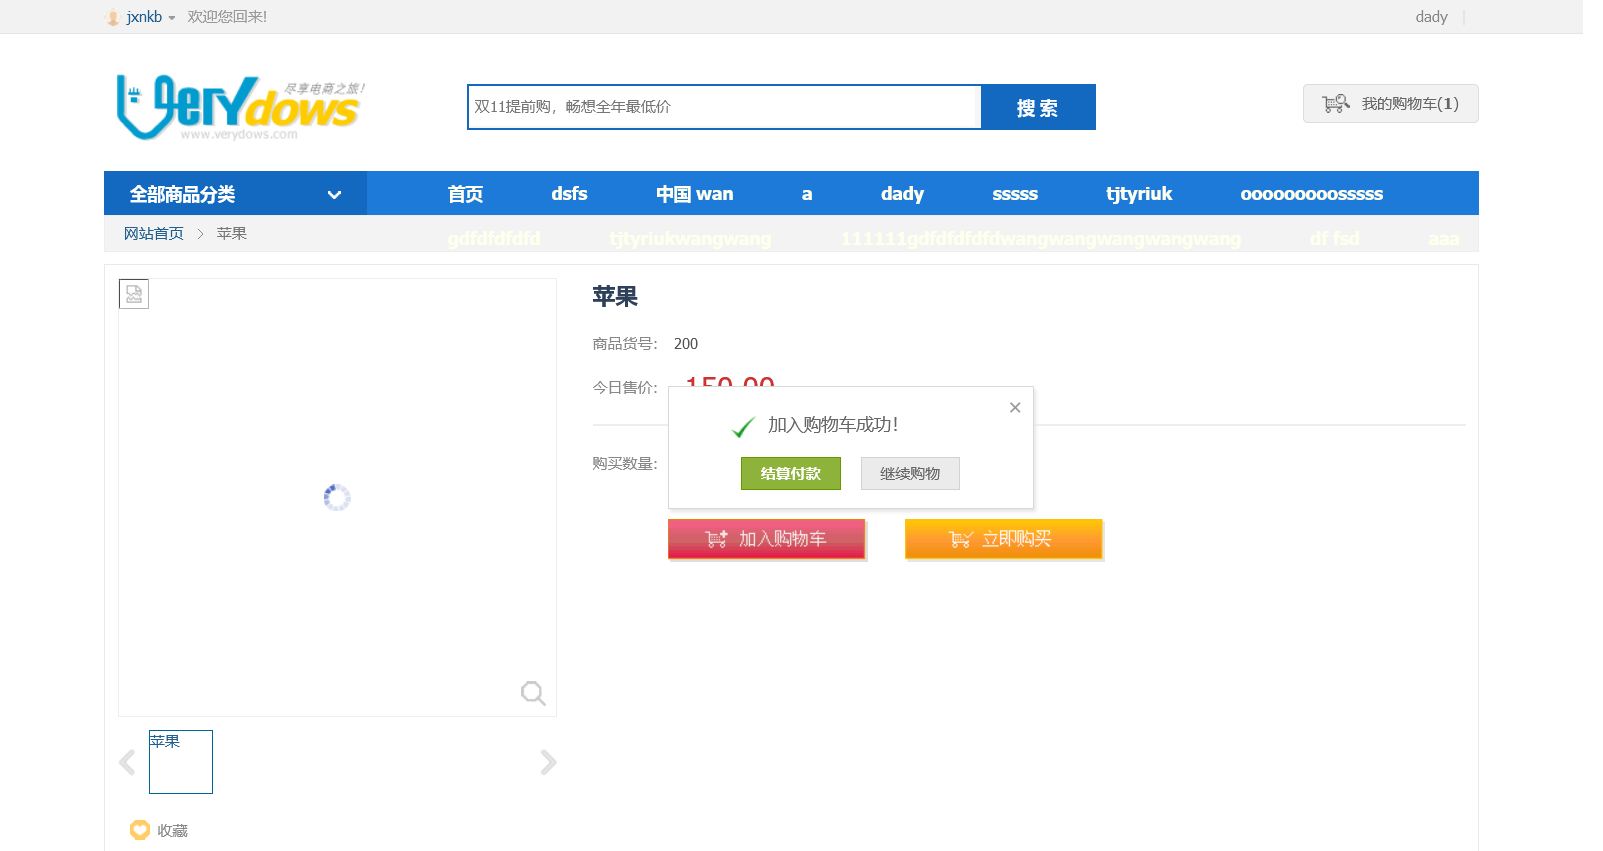 jxnkb 欢迎您回来!
dady
VeryDows
尽享电商之旅!
www.verydows.com
双11提前购，畅想全年最低价
搜 索
我的购物车(1)
全部商品分类
首页 dsfs 中国 wan a dady sssss tjtyriuk ooooooooosssss
网站首页 > 苹果
gdfdfdfdfd tjtyriukwangwang 111111gdfdfdfdfdwangwangwangwangwang df fsd aaa
苹果
商品货号： 200
今日售价： 150.00
加入购物车成功！
购买数量：
结算付款 继续购物
加入购物车 立即购买
苹果
收藏